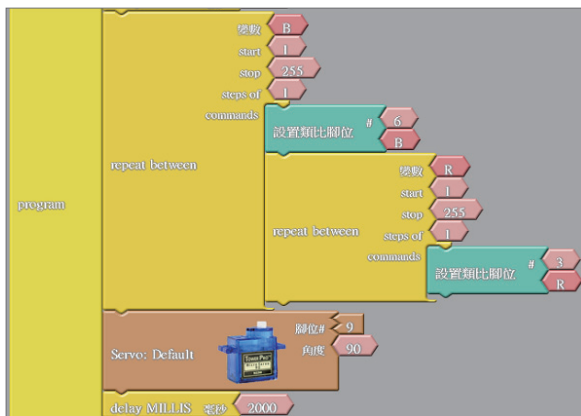 變數 B
start 1
stop 255
steps of 1
commands
設置類比腳位 # 6
B
repeat between
變數 R
start 1
stop 255
steps of 1
repeat between
commands
設置類比腳位 # 3
R
program
腳位# 9
Servo: Default
角度 90
delay MILLIS 毫秒 2000